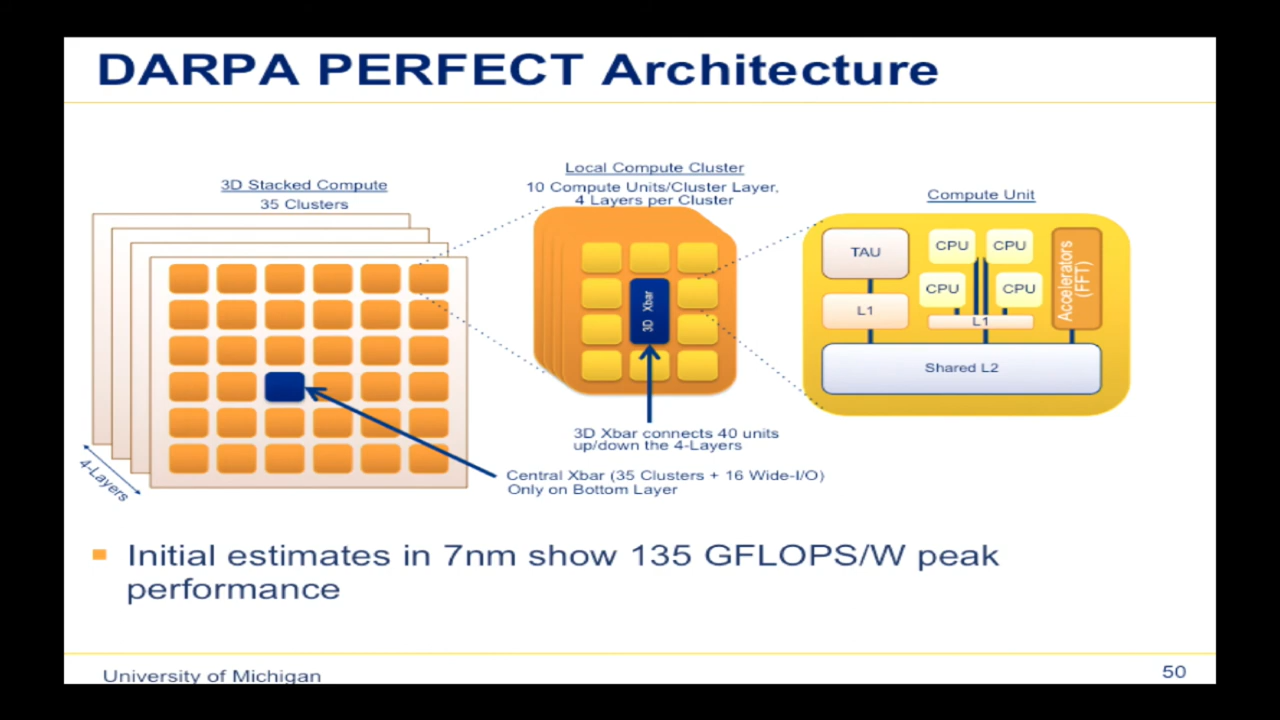 DARPA PERFECT Architecture
3D Stacked Compute
35 Clusters
4-Layers
Local Compute Cluster
10 Compute Units/Cluster Layer,
4 Layers per Cluster
3D Xbar
3D Xbar connects 40 units
up/down the 4-Layers
Central Xbar (35 Clusters + 16 Wide-I/O)
Only on Bottom Layer
Compute Unit
TAU
CPU
CPU
CPU
CPU
L1
L1
Accelerators
(FFT)
Shared L2
Initial estimates in 7nm show 135 GFLOPS/W peak
performance
University of Michigan
50